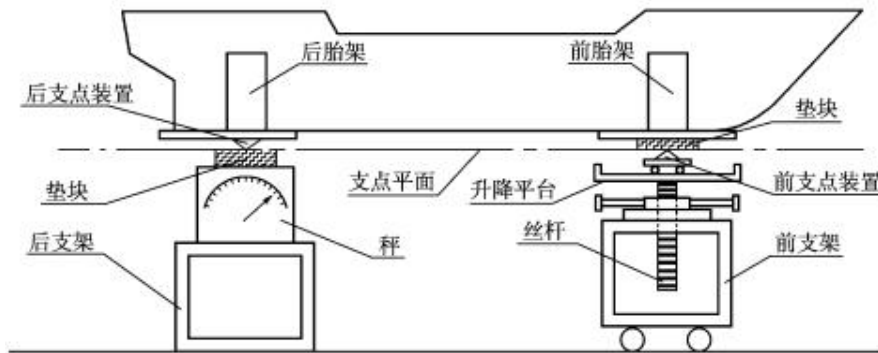 后胎架
前胎架
后支点装置
垫块
垫块
支点平面
升降平台
前支点装置
后支架
秤
丝杆
前支架